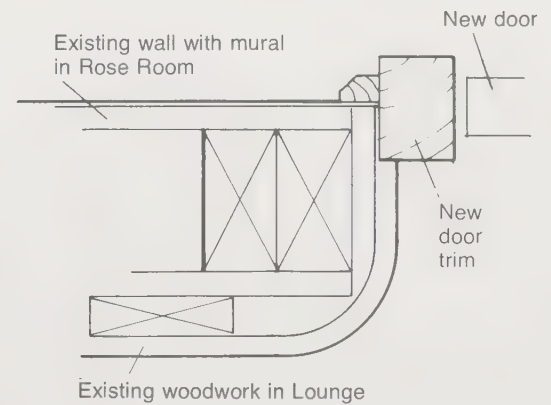 New door
Existing wall with mural
in Rose Room
New
door
trim
Existing woodwork in Lounge